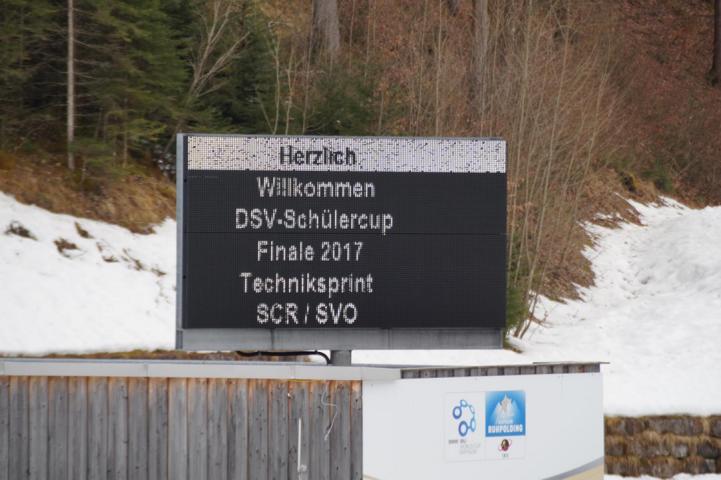 Herzlich
Willkommen
DSV-Schülercup
Finale 2017
Techniksprint
SCR / SVO
RUHPOLDING